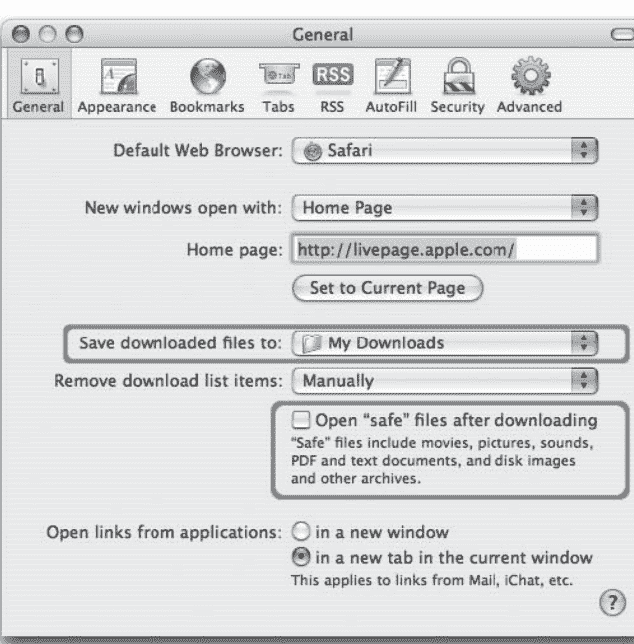 General
General Appearance Bookmarks Tabs RSS AutoFill Security Advanced
Default Web Browser: Safari
New windows open with: Home Page
Home page: http://livepage.apple.com/
Set to Current Page
Save downloaded files to: My Downloads
Remove download list items: Manually
Open “safe” files after downloading
“Safe” files include movies, pictures, sounds,
PDF and text documents, and disk images
and other archives.
Open links from applications: in a new window
in a new tab in the current window
This applies to links from Mail, iChat, etc.
?